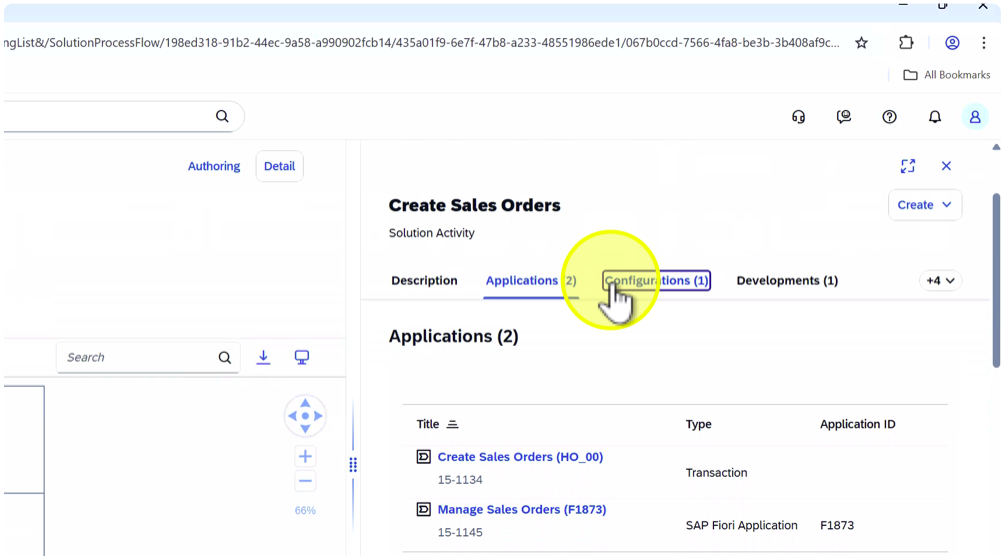 ngList&/SolutionProcessFlow/198ed318-91b2-44ec-9a58-a990902fcb14/435a01f9-6e7f-47b8-a233-48551986ede1/067b0ccd-7566-4fa8-be3b-3b408af9c...
All Bookmarks
Authoring
Detail
Create Sales Orders
Create
Solution Activity
Description
Applications (2)
Configurations (1)
Developments (1)
+4
Applications (2)
Search
Title
Type
Application ID
Create Sales Orders (HO_00)
15-1134
Transaction
Manage Sales Orders (F1873)
15-1145
SAP Fiori Application
F1873
66%